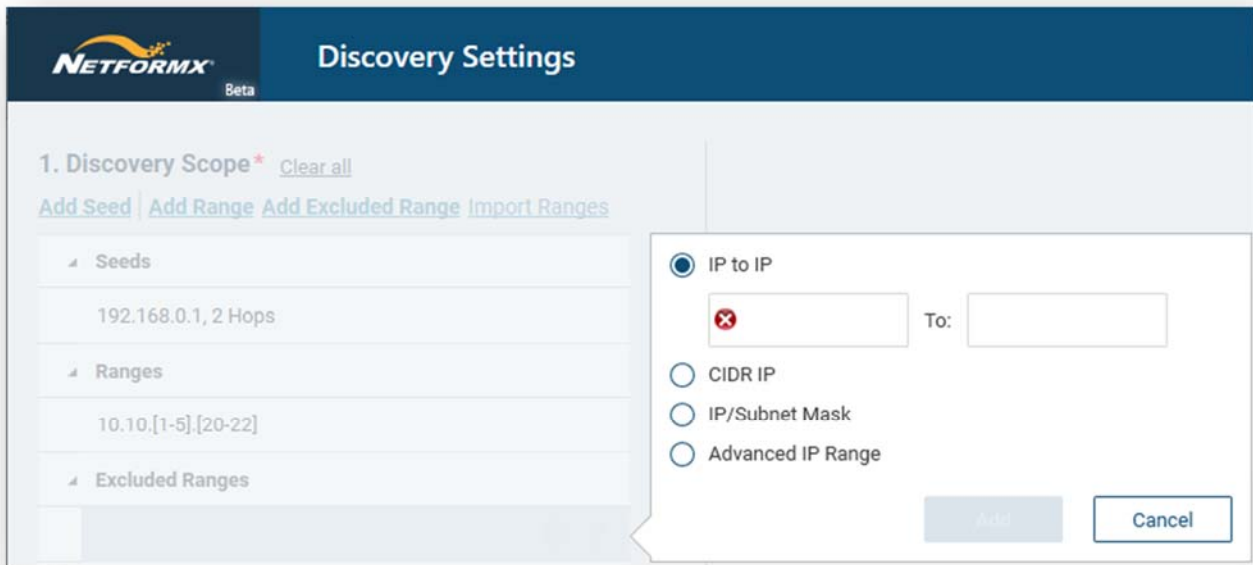 NETFORMX
Beta
Discovery Settings
1. Discovery Scope* Clear all
Add Seed | Add Range Add Excluded Range Import Ranges
Seeds
192.168.0.1, 2 Hops
Ranges
10.10.[1-5].[20-22]
Excluded Ranges
IP to IP
To:
CIDR IP
IP/Subnet Mask
Advanced IP Range
Add Cancel